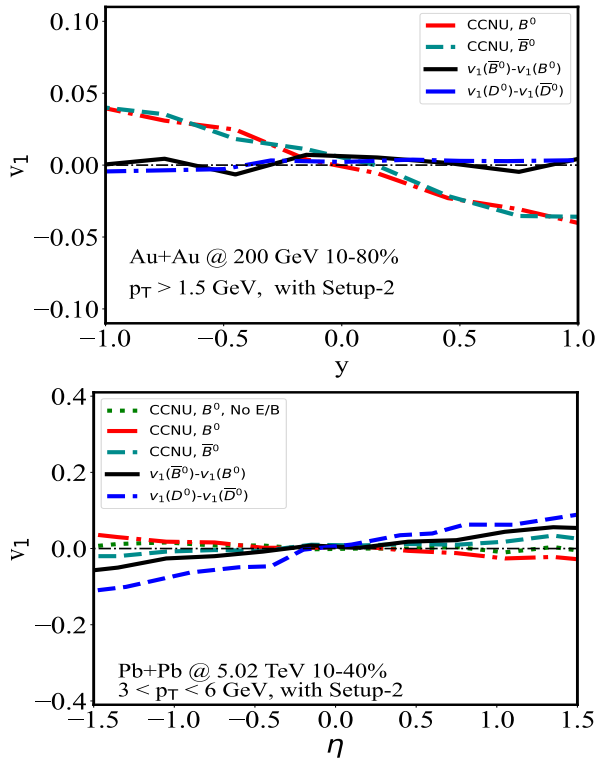 0.10
0.05
0.00
−0.05
−0.10
v₁
CCNU, B⁰
CCNU, B̅⁰
v₁(B̅⁰)-v₁(B⁰)
v₁(D⁰)-v₁(D̅⁰)
Au+Au @ 200 GeV 10-80%
p_T > 1.5 GeV, with Setup-2
−1.0 −0.5 0.0 0.5 1.0
y
0.4
0.2
0.0
−0.2
−0.4
v₁
CCNU, B⁰, No E/B
CCNU, B⁰
CCNU, B̅⁰
v₁(B̅⁰)-v₁(B⁰)
v₁(D⁰)-v₁(D̅⁰)
Pb+Pb @ 5.02 TeV 10-40%
3 < p_T < 6 GeV, with Setup-2
−1.5 −1.0 −0.5 0.0 0.5 1.0 1.5
η